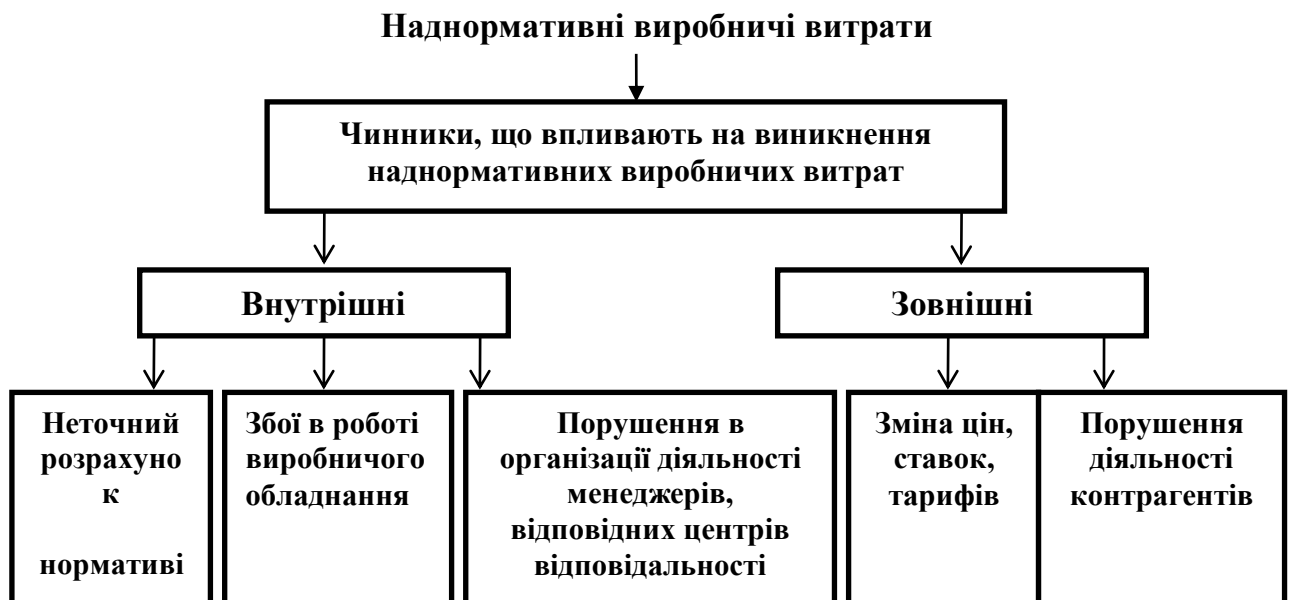 Наднормативні виробничі витрати
Чинники, що впливають на виникнення
наднормативних виробничих витрат
Внутрішні
Зовнішні
Неточний
розрахуно
к
нормативі
Збої в роботі
виробничого
обладнання
Порушення в
організації діяльності
менеджерів,
відповідних центрів
відповідальності
Зміна цін,
ставок,
тарифів
Порушення
діяльності
контрагентів